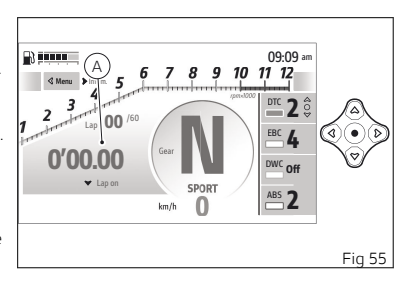 A
09:09 am
Menu
1 2 3 4 5 6 7 8 9 10 11 12
rpm×1000
Lap 00 /60
0'00.00
Lap on
Gear N
SPORT
km/h 0
DTC 2
EBC 4
DWC Off
ABS 2
Fig 55